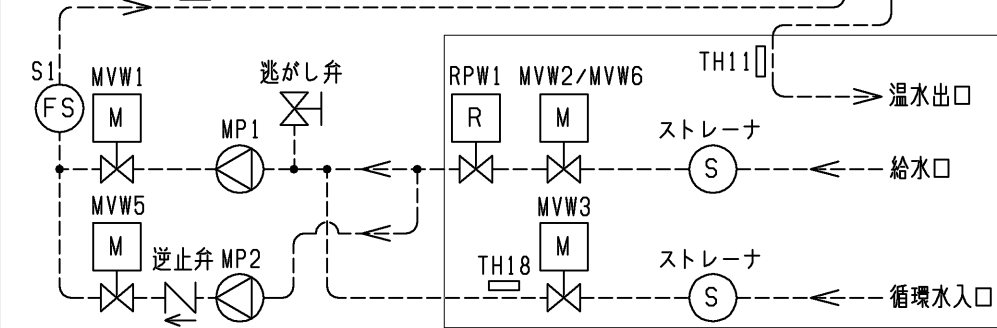 S1
MVW1
逃がし弁
RPW1
MVW2/MVW6
TH11
温水出口
FS
M
MP1
R
M
ストレーナ
S
給水口
MVW5
MVW3
M
逆止弁
MP2
TH18
M
ストレーナ
S
循環水入口